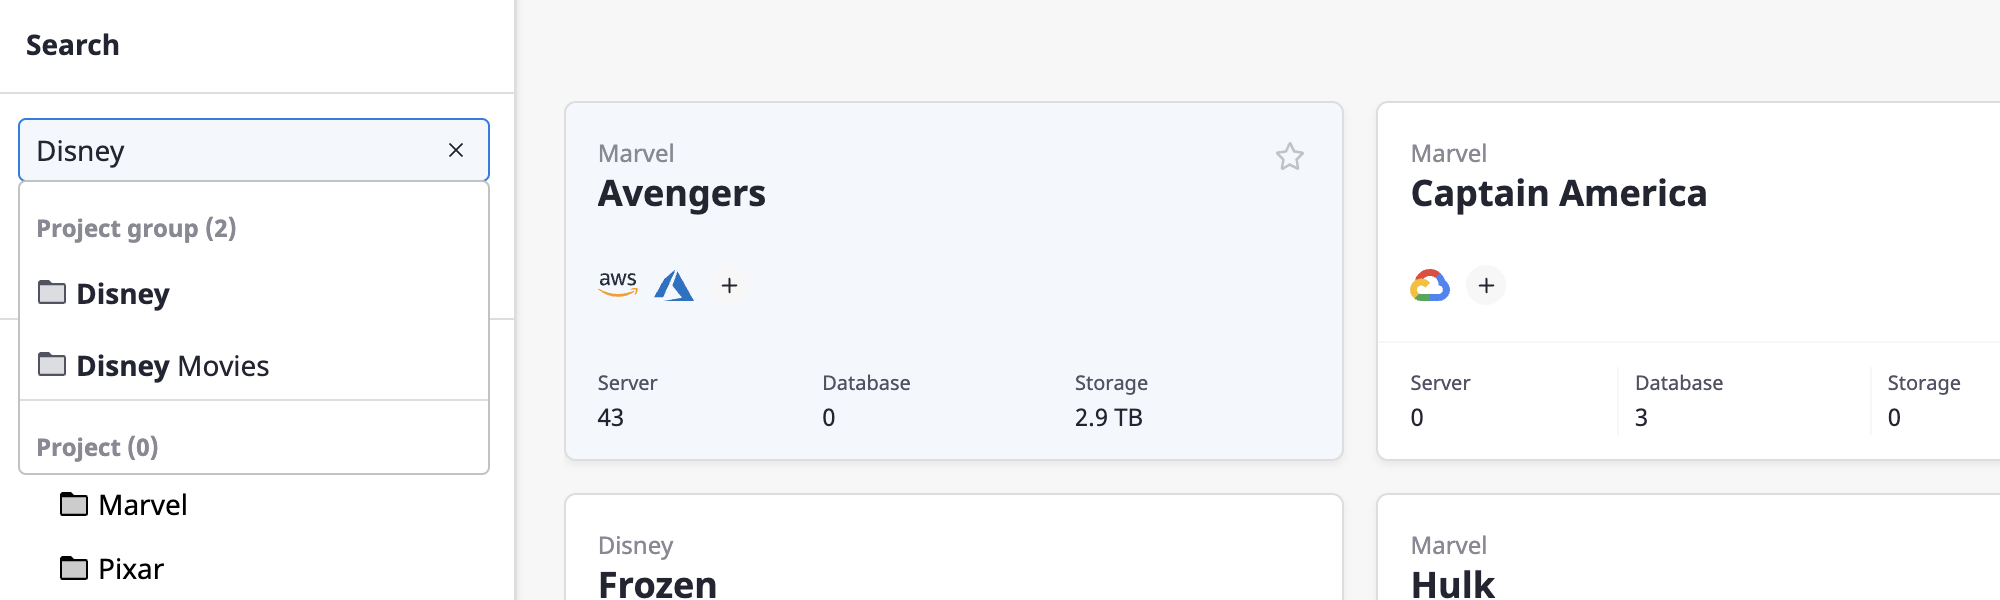 Search
Disney
Project group (2)
Disney
Disney Movies
Project (0)
Marvel
Pixar
Marvel
Avengers
aws
Server
Database
Storage
43
0
2.9 TB
Marvel
Captain America
Server
Database
Storage
0
3
0
Disney
Frozen
Marvel
Hulk